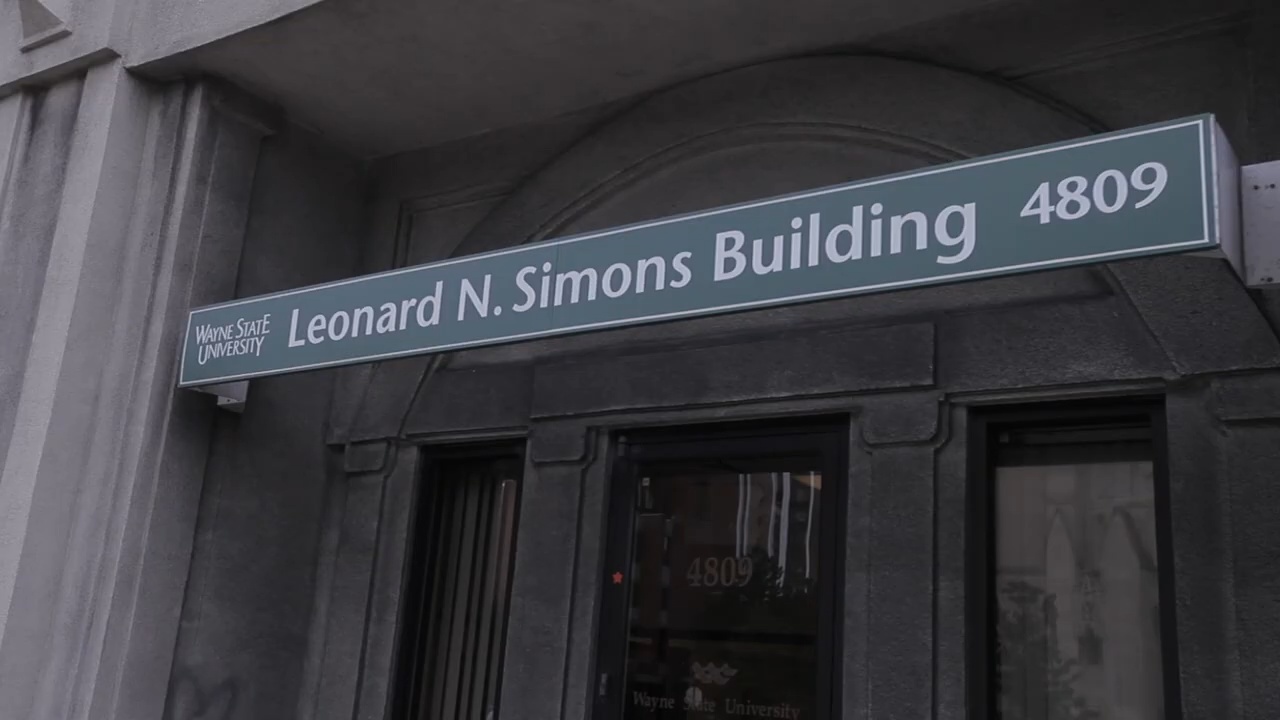 WAYNE STATE
UNIVERSITY
Leonard N. Simons Building 4809
4809
Wayne State University